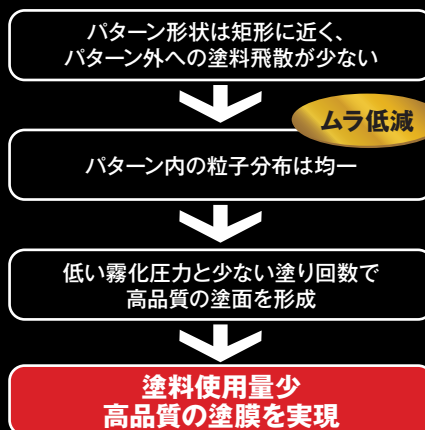 パターン形状は矩形に近く、
パターン外への塗料飛散が少ない
ムラ低減
パターン内の粒子分布は均一
低い霧化圧力と少ない塗り回数で
高品質の塗面を形成
塗料使用量少
高品質の塗膜を実現